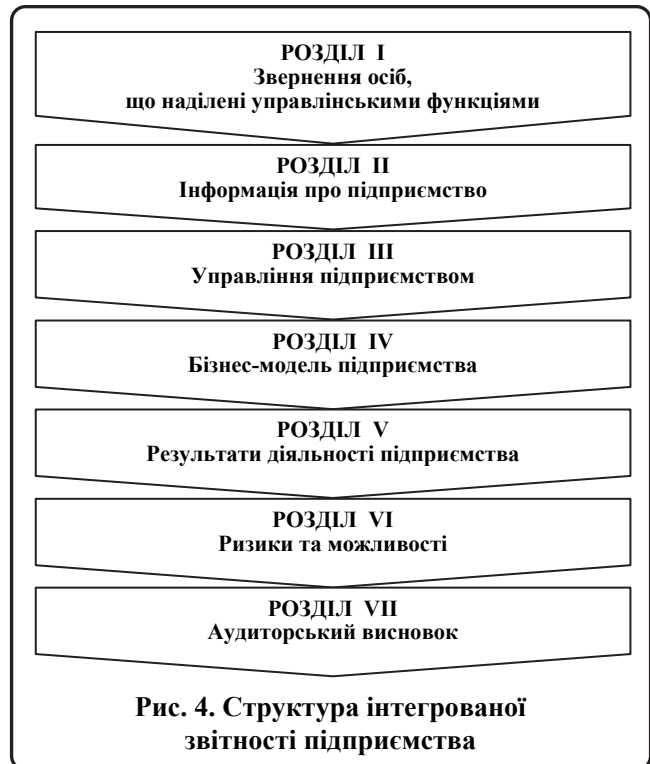 РОЗДІЛ I
Звернення осіб,
що наділені управлінськими функціями
РОЗДІЛ II
Інформація про підприємство
РОЗДІЛ III
Управління підприємством
РОЗДІЛ IV
Бізнес-модель підприємства
РОЗДІЛ V
Результати діяльності підприємства
РОЗДІЛ VI
Ризики та можливості
РОЗДІЛ VII
Аудиторський висновок
Рис. 4. Структура інтегрованої
звітності підприємства